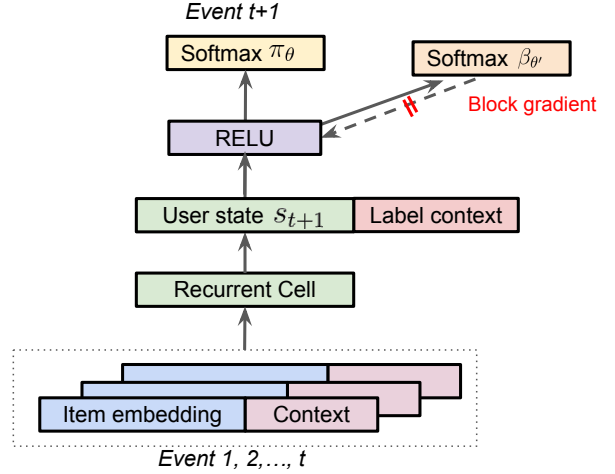 Event t+1
Softmax πθ
Softmax βθ′
Block gradient
RELU
User state st+1
Label context
Recurrent Cell
Item embedding
Context
Event 1, 2,..., t